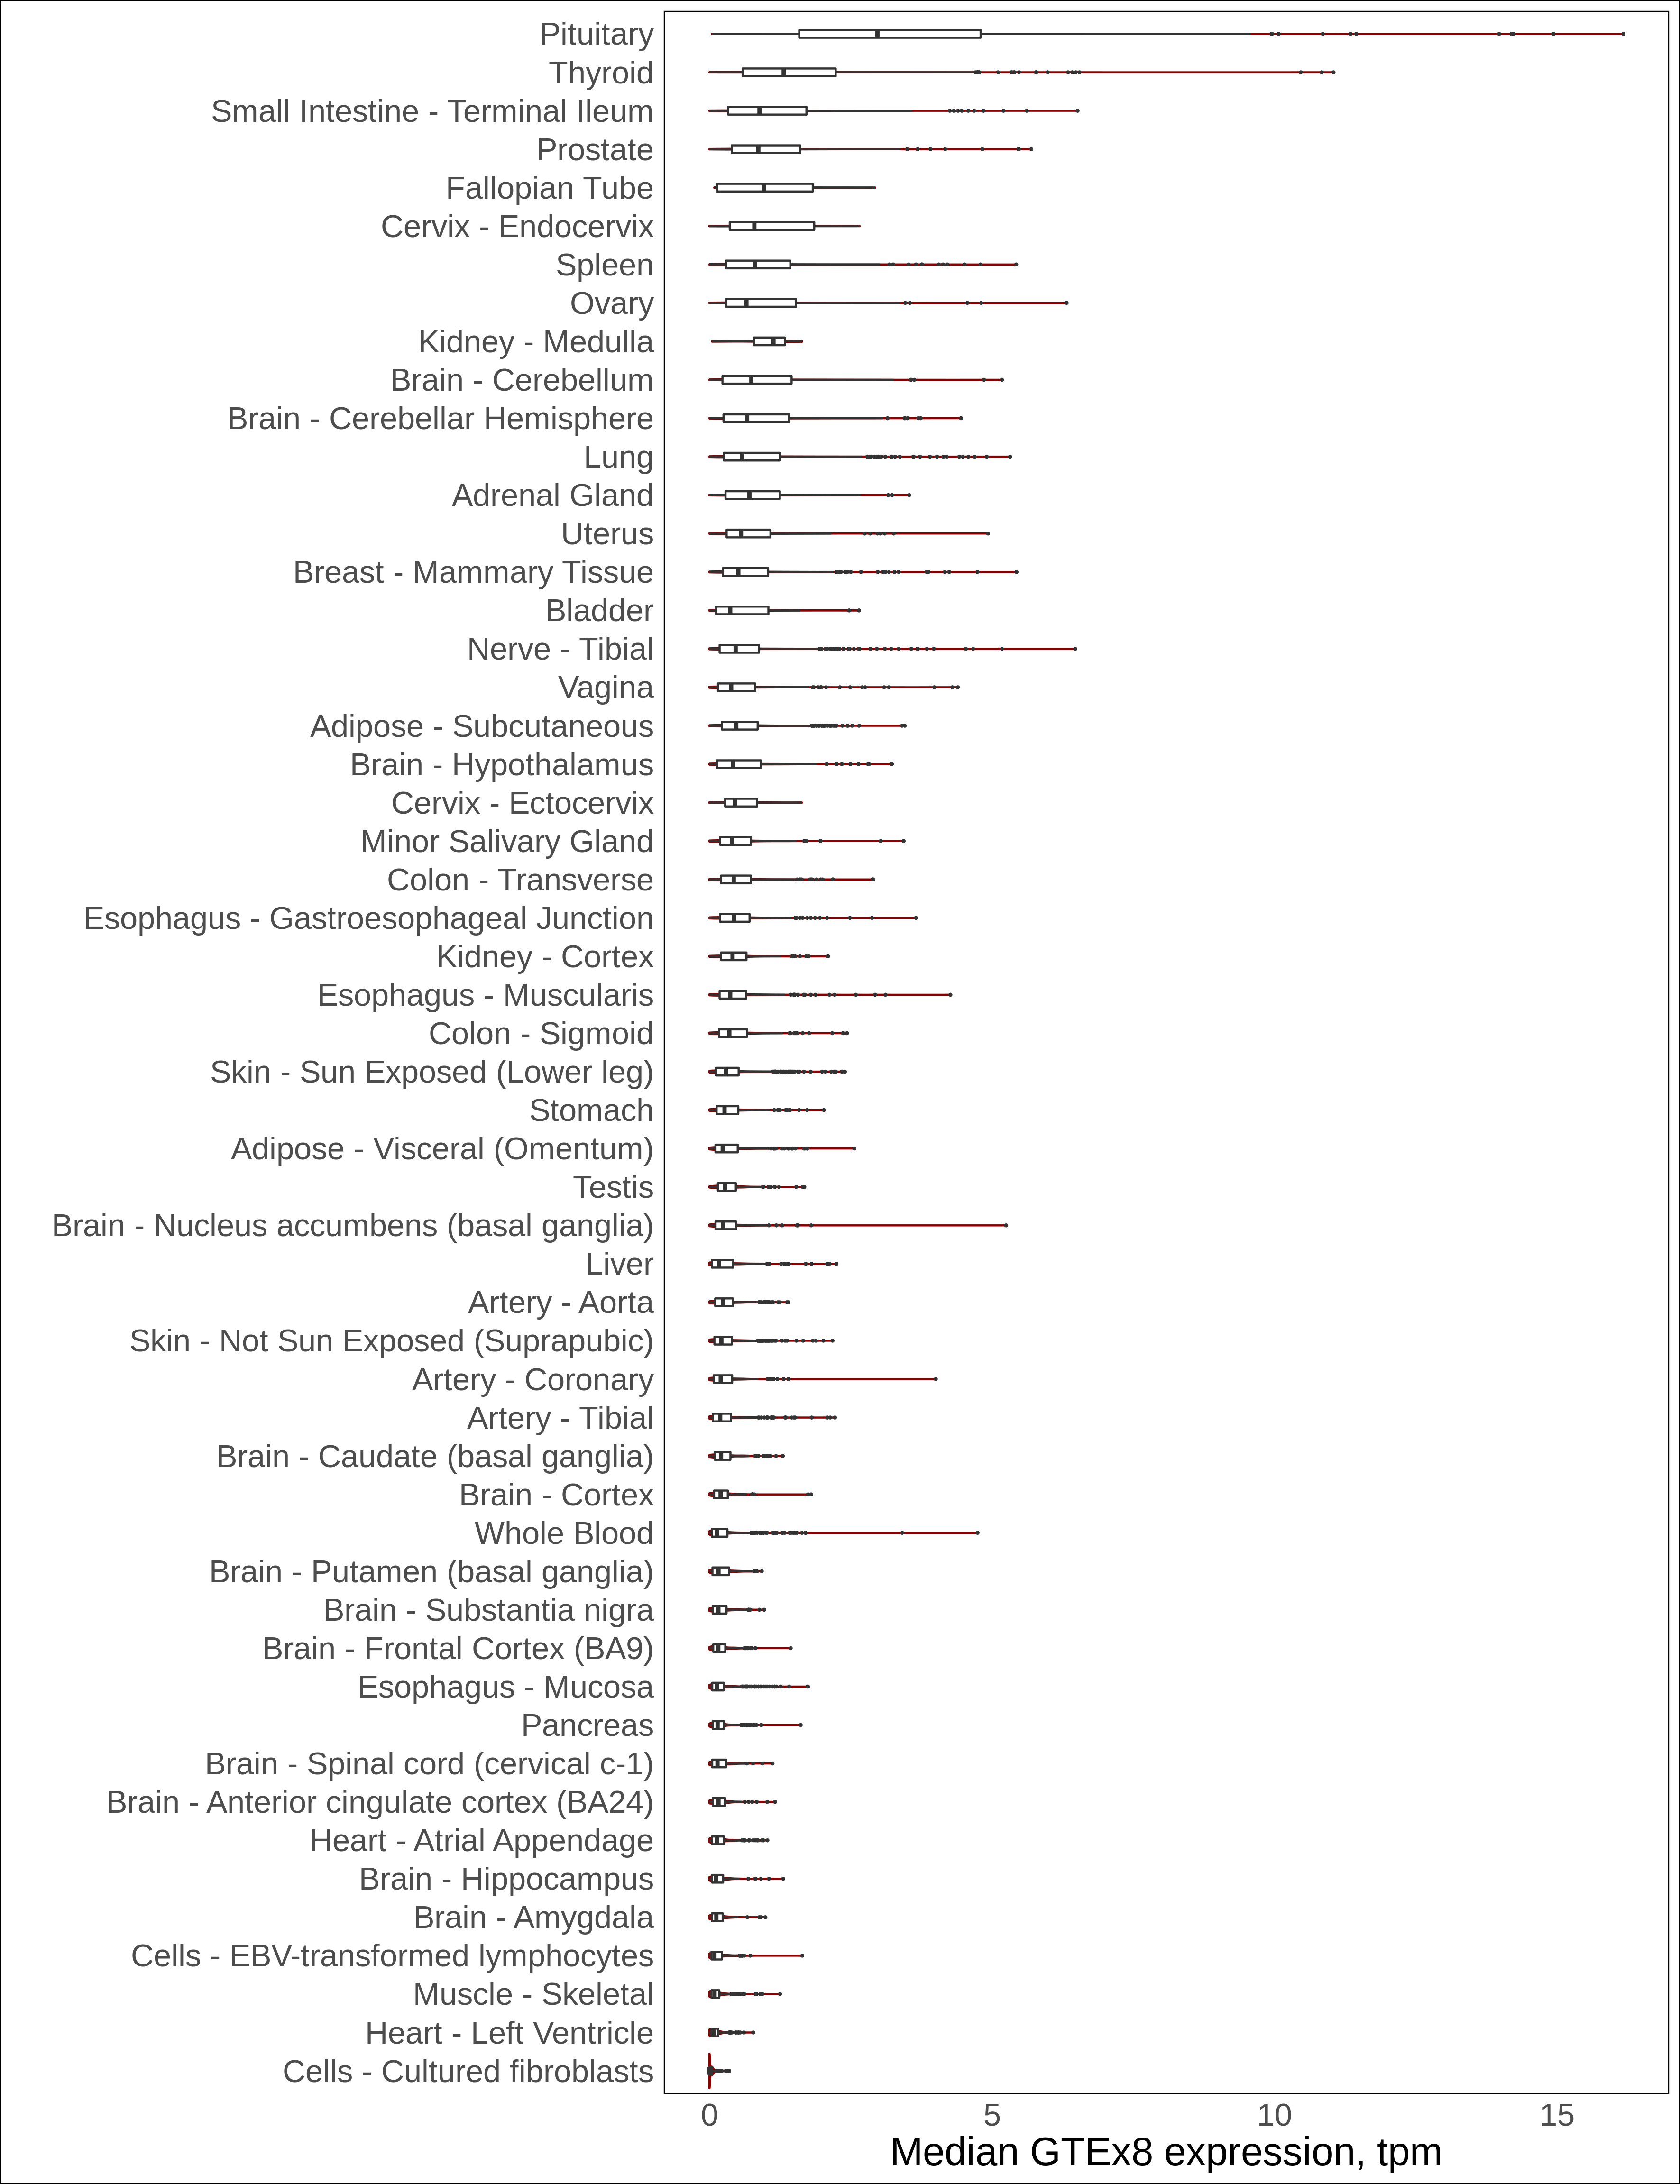 Pituitary
Thyroid
Small Intestine - Terminal Ileum
Prostate
Fallopian Tube
Cervix - Endocervix
Spleen
Ovary
Kidney - Medulla
Brain - Cerebellum
Brain - Cerebellar Hemisphere
Lung
Adrenal Gland
Uterus
Breast - Mammary Tissue
Bladder
Nerve - Tibial
Vagina
Adipose - Subcutaneous
Brain - Hypothalamus
Cervix - Ectocervix
Minor Salivary Gland
Colon - Transverse
Esophagus - Gastroesophageal Junction
Kidney - Cortex
Esophagus - Muscularis
Colon - Sigmoid
Skin - Sun Exposed (Lower leg)
Stomach
Adipose - Visceral (Omentum)
Testis
Brain - Nucleus accumbens (basal ganglia)
Liver
Artery - Aorta
Skin - Not Sun Exposed (Suprapubic)
Artery - Coronary
Artery - Tibial
Brain - Caudate (basal ganglia)
Brain - Cortex
Whole Blood
Brain - Putamen (basal ganglia)
Brain - Substantia nigra
Brain - Frontal Cortex (BA9)
Esophagus - Mucosa
Pancreas
Brain - Spinal cord (cervical c-1)
Brain - Anterior cingulate cortex (BA24)
Heart - Atrial Appendage
Brain - Hippocampus
Brain - Amygdala
Cells - EBV-transformed lymphocytes
Muscle - Skeletal
Heart - Left Ventricle
Cells - Cultured fibroblasts
0 5 10 15
Median GTEx8 expression, tpm